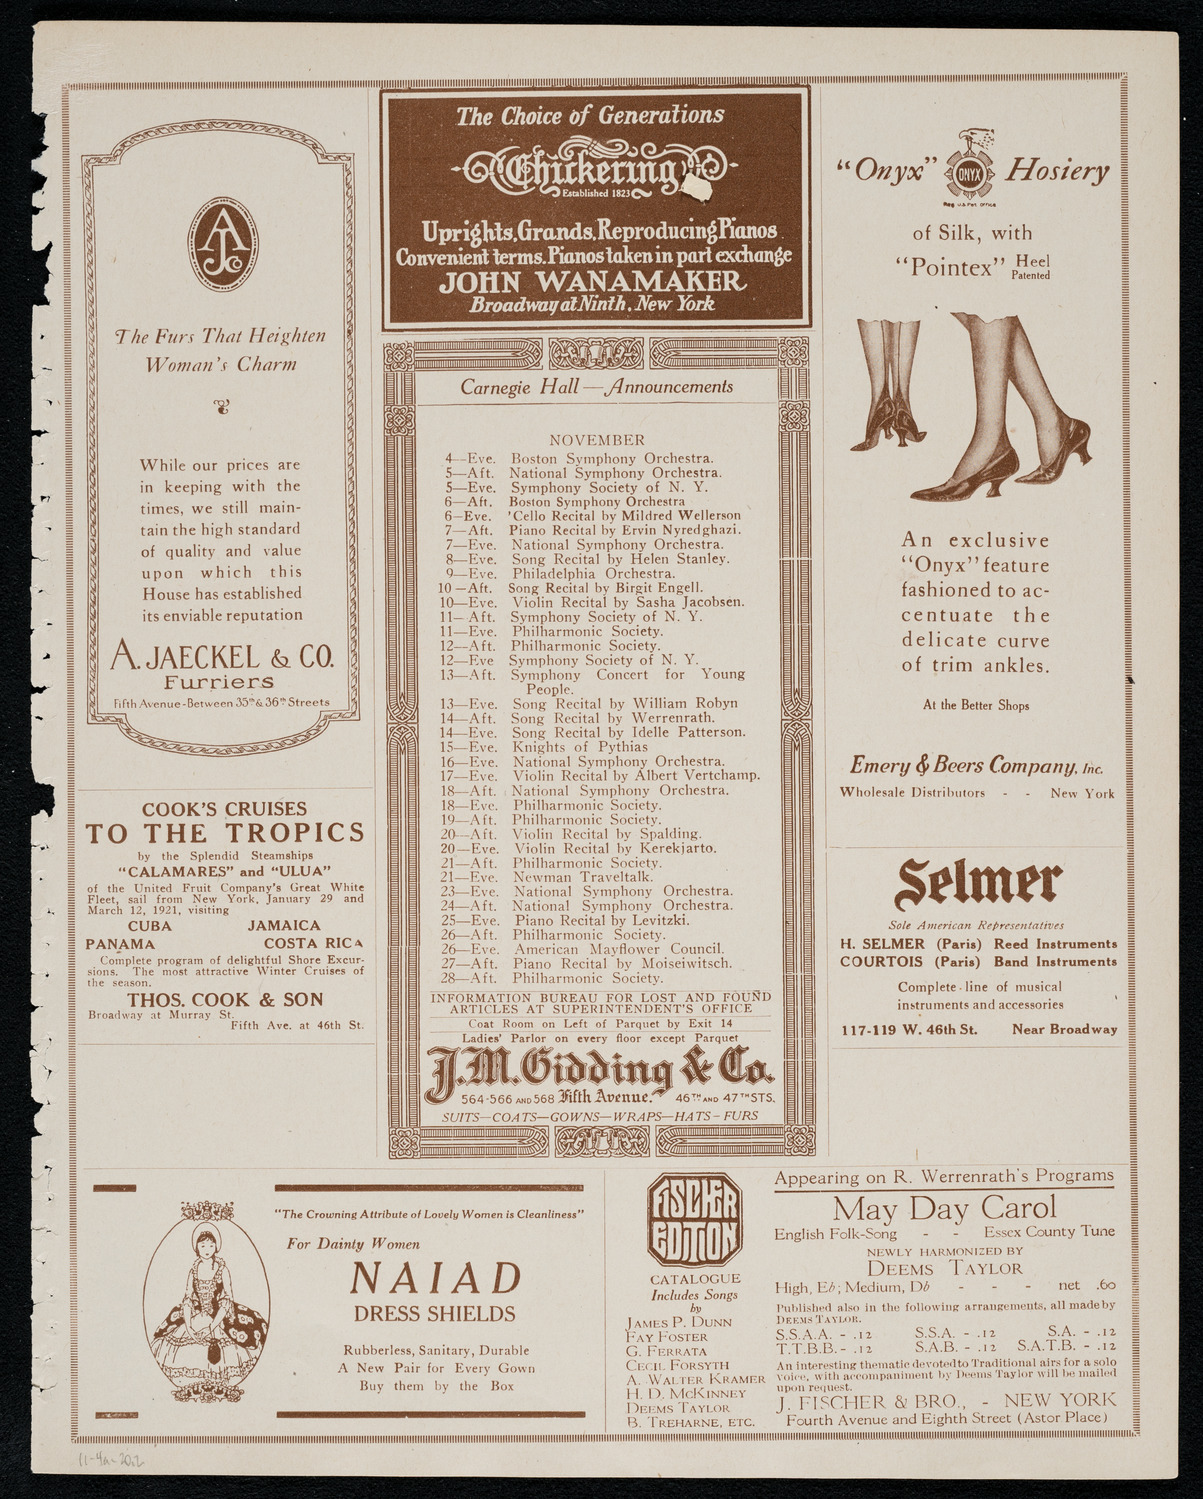 AJCo
The Furs That Heighten
Woman's Charm
While our prices are
in keeping with the
times, we still main-
tain the high standard
of quality and value
upon which this
House has established
its enviable reputation
A. JAECKEL & CO.
Furriers
Fifth Avenue-Between 35th & 36th Streets
COOK'S CRUISES
TO THE TROPICS
by the Splendid Steamships
"CALAMARES" and "ULUA"
of the United Fruit Company's Great White
Fleet, sail from New York, January 29 and
March 12, 1921, visiting
CUBA JAMAICA
PANAMA COSTA RICA
Complete program of delightful Shore Excur-
sions. The most attractive Winter Cruises of
the season.
THOS. COOK & SON
Broadway at Murray St.
Fifth Ave. at 46th St.
The Choice of Generations
Chickering
Established 1823
Uprights, Grands, Reproducing Pianos
Convenient terms. Pianos taken in part exchange
JOHN WANAMAKER
Broadway at Ninth, New York
Carnegie Hall—Announcements
NOVEMBER
4—Eve. Boston Symphony Orchestra.
5—Aft. National Symphony Orchestra.
5—Eve. Symphony Society of N. Y.
6—Aft. Boston Symphony Orchestra
6—Eve. 'Cello Recital by Mildred Wellerson
7—Aft. Piano Recital by Ervin Nyredghazi.
7—Eve. National Symphony Orchestra.
8—Eve. Song Recital by Helen Stanley.
9—Eve. Philadelphia Orchestra.
10—Aft. Song Recital by Birgit Engell.
10—Eve. Violin Recital by Sasha Jacobsen.
11—Aft. Symphony Society of N. Y.
11—Eve. Philharmonic Society.
12—Aft. Philharmonic Society.
12—Eve Symphony Society of N. Y.
13—Aft. Symphony Concert for Young
People.
13—Eve. Song Recital by William Robyn
14—Aft. Song Recital by Werrenrath.
14—Eve. Song Recital by Idelle Patterson.
15—Eve. Knights of Pythias
16—Eve. National Symphony Orchestra.
17—Eve. Violin Recital by Albert Vertchamp.
18—Aft. National Symphony Orchestra.
18—Eve. Philharmonic Society.
19—Aft. Philharmonic Society.
20—Aft. Violin Recital by Spalding.
20—Eve. Violin Recital by Kerekjarto.
21—Aft. Philharmonic Society.
21—Eve. Newman Traveltalk.
23—Eve. National Symphony Orchestra.
24—Aft. National Symphony Orchestra.
25—Eve. Piano Recital by Levitzki.
26—Aft. Philharmonic Society.
26—Eve. American Mayflower Council.
27—Aft. Piano Recital by Moiseiwitsch.
28—Aft. Philharmonic Society.
INFORMATION BUREAU FOR LOST AND FOUND
ARTICLES AT SUPERINTENDENT'S OFFICE
Coat Room on Left of Parquet by Exit 14
Ladies' Parlor on every floor except Parquet
J. M. Gidding & Co.
564-566 AND 568 Fifth Avenue. 46TH AND 47TH STS.
SUITS—COATS—GOWNS—WRAPS—HATS-FURS
"Onyx" ONYX Hosiery
Reg U.S. Pat. Office
of Silk, with
"Pointex" Heel
Patented
An exclusive
"Onyx" feature
fashioned to ac-
centuate the
delicate curve
of trim ankles.
At the Better Shops
Emery & Beers Company, Inc.
Wholesale Distributors - - New York
Selmer
Sole American Representatives
H. SELMER (Paris) Reed Instruments
COURTOIS (Paris) Band Instruments
Complete line of musical
instruments and accessories
117-119 W. 46th St. Near Broadway
"The Crowning Attribute of Lovely Women is Cleanliness"
For Dainty Women
NAIAD
DRESS SHIELDS
Rubberless, Sanitary, Durable
A New Pair for Every Gown
Buy them by the Box
FISCHER
EDITION
CATALOGUE
Includes Songs
by
JAMES P. DUNN
FAY FOSTER
G. FERRATA
CECIL FORSYTH
A. WALTER KRAMER
H. D. McKINNEY
DEEMS TAYLOR
B. TREHARNE, ETC.
Appearing on R. Werrenrath's Programs
May Day Carol
English Folk-Song - - Essex County Tune
NEWLY HARMONIZED BY
DEEMS TAYLOR
High, E♭; Medium, D♭ - - - net .60
Published also in the following arrangements, all made by
DEEMS TAYLOR.
S.S.A.A. - .12 S.S.A. - .12 S.A. - .12
T.T.B.B. - .12 S.A.B. - .12 S.A.T.B. - .12
An interesting thematic devoted to Traditional airs for a solo
voice, with accompaniment by Deems Taylor will be mailed
upon request.
J. FISCHER & BRO., - NEW YORK
Fourth Avenue and Eighth Street (Astor Place)